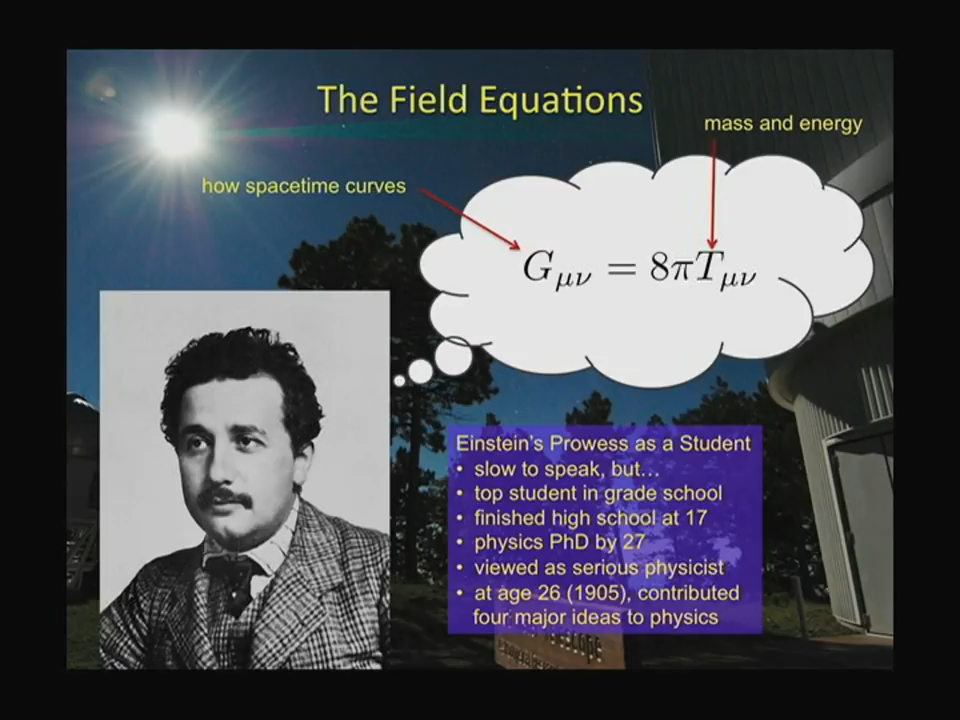 The Field Equations
mass and energy
how spacetime curves
G_{μν} = 8πT_{μν}
Einstein's Prowess as a Student
• slow to speak, but…
• top student in grade school
• finished high school at 17
• physics PhD by 27
• viewed as serious physicist
• at age 26 (1905), contributed
four major ideas to physics